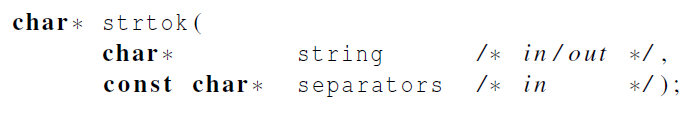 char* strtok(
char* string /* in/out */,
const char* separators /* in */);